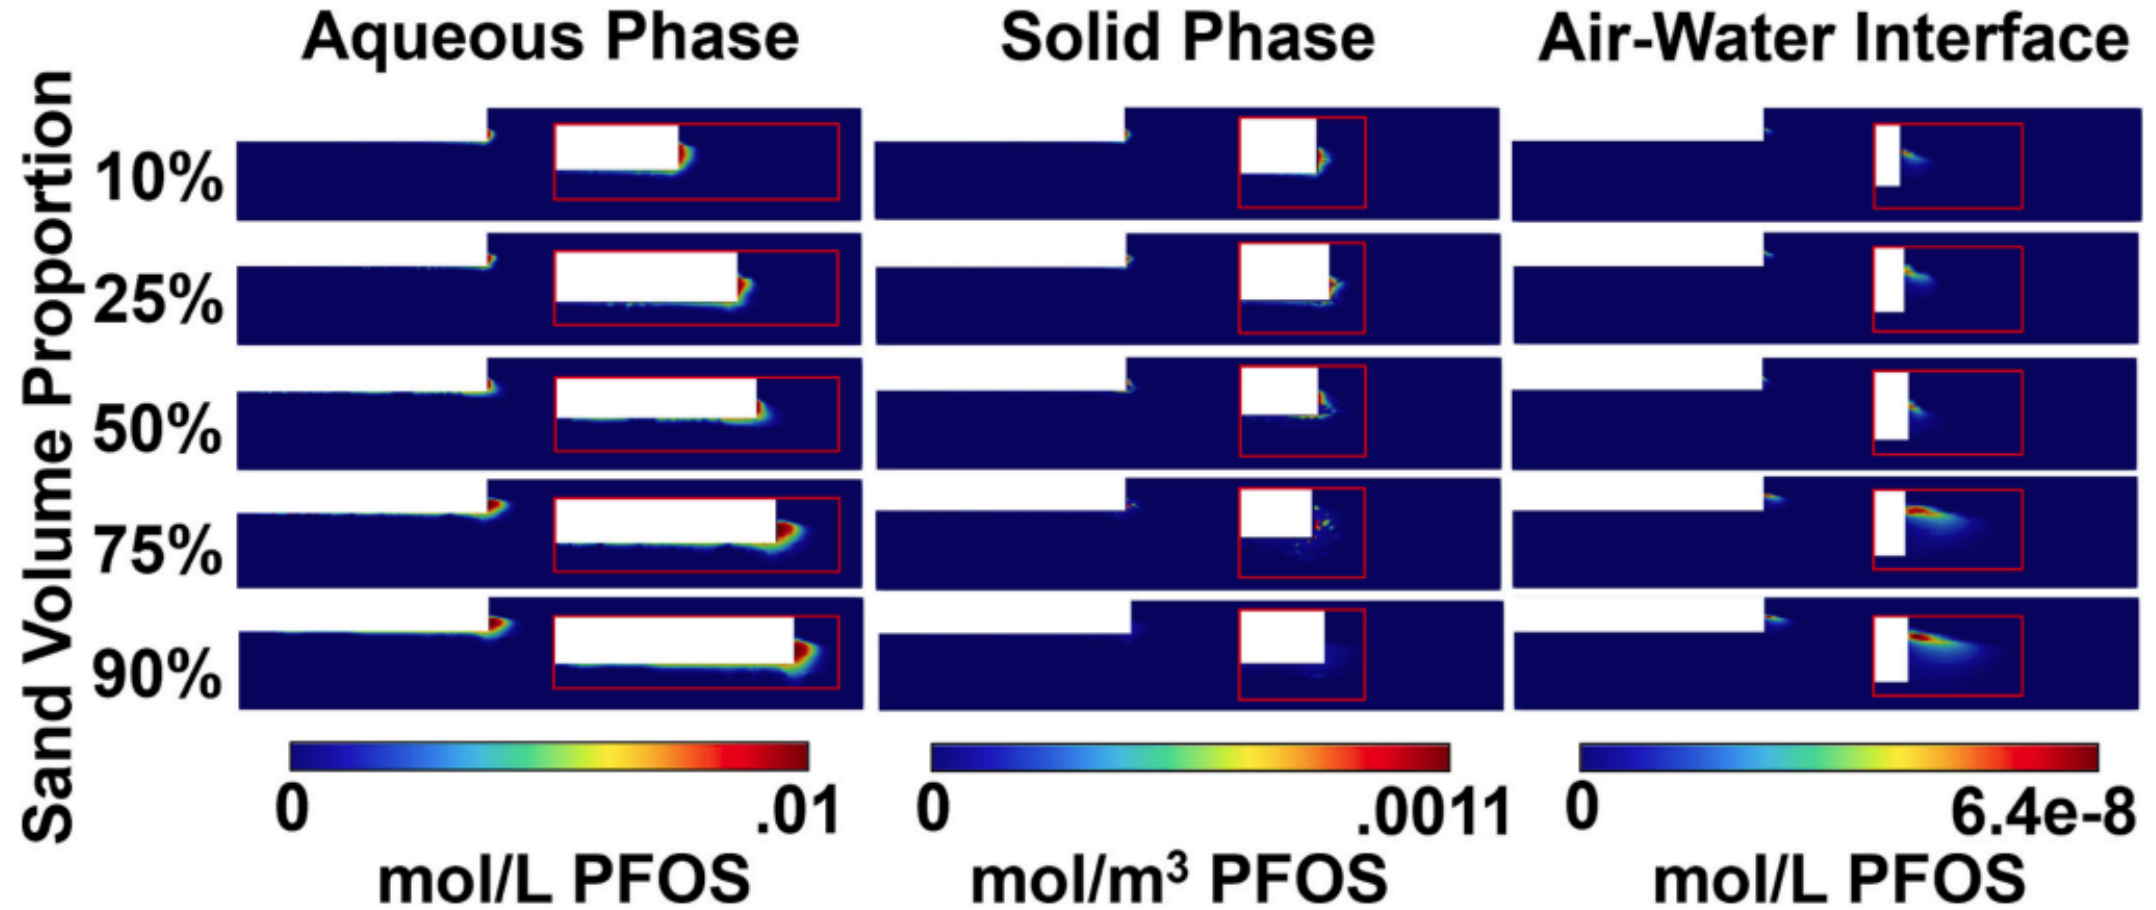 Aqueous Phase
Solid Phase
Air-Water Interface
Sand Volume Proportion
10%
25%
50%
75%
90%
0
.01
0
.0011
0
6.4e-8
mol/L PFOS
mol/m³ PFOS
mol/L PFOS